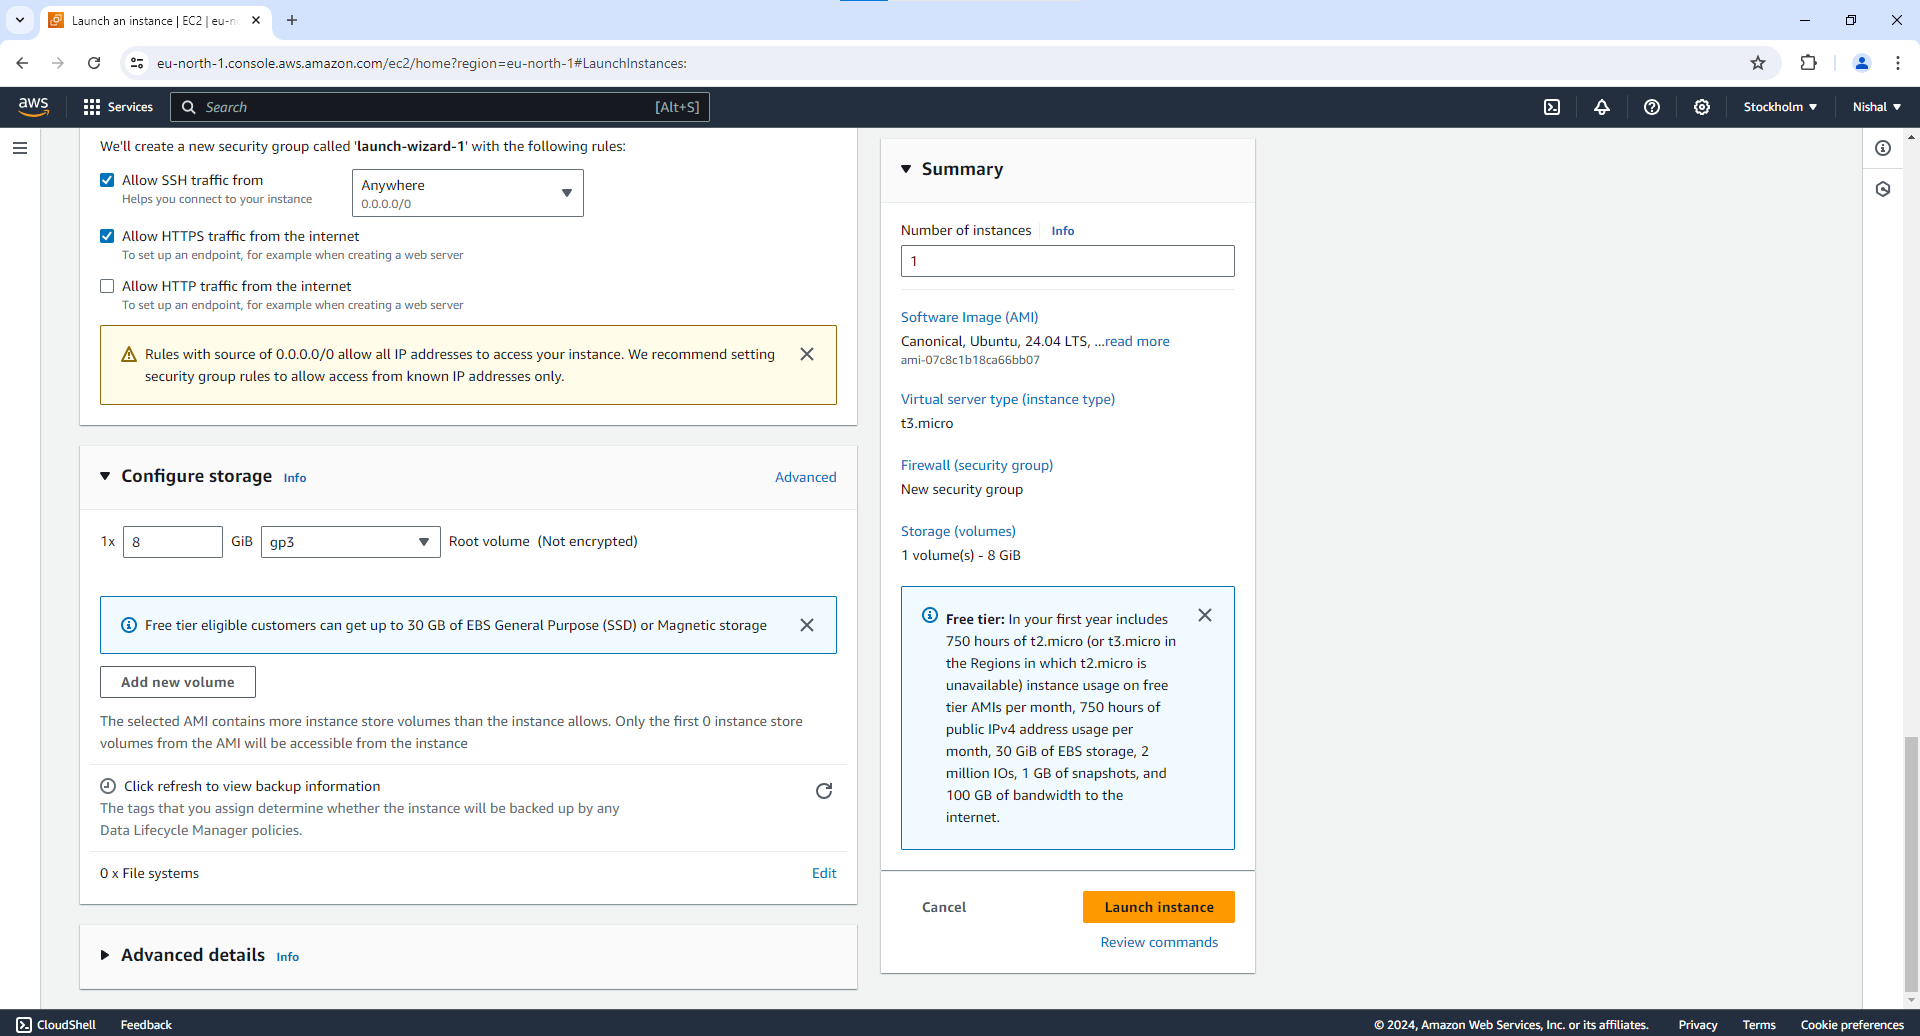 Launch an instance | EC2 | eu-n
eu-north-1.console.aws.amazon.com/ec2/home?region=eu-north-1#LaunchInstances:
aws
Services
Search
[Alt+S]
Stockholm
Nishal
We'll create a new security group called 'launch-wizard-1' with the following rules:
Allow SSH traffic from
Helps you connect to your instance
Anywhere
0.0.0.0/0
Allow HTTPS traffic from the internet
To set up an endpoint, for example when creating a web server
Allow HTTP traffic from the internet
To set up an endpoint, for example when creating a web server
Rules with source of 0.0.0.0/0 allow all IP addresses to access your instance. We recommend setting
security group rules to allow access from known IP addresses only.
Configure storage Info
Advanced
1x 8 GiB gp3 Root volume (Not encrypted)
Free tier eligible customers can get up to 30 GB of EBS General Purpose (SSD) or Magnetic storage
Add new volume
The selected AMI contains more instance store volumes than the instance allows. Only the first 0 instance store
volumes from the AMI will be accessible from the instance
Click refresh to view backup information
The tags that you assign determine whether the instance will be backed up by any
Data Lifecycle Manager policies.
0 x File systems
Edit
Advanced details Info
Summary
Number of instances Info
1
Software Image (AMI)
Canonical, Ubuntu, 24.04 LTS, ...read more
ami-07c8c1b18ca66bb07
Virtual server type (instance type)
t3.micro
Firewall (security group)
New security group
Storage (volumes)
1 volume(s) - 8 GiB
Free tier: In your first year includes
750 hours of t2.micro (or t3.micro in
the Regions in which t2.micro is
unavailable) instance usage on free
tier AMIs per month, 750 hours of
public IPv4 address usage per
month, 30 GiB of EBS storage, 2
million IOs, 1 GB of snapshots, and
100 GB of bandwidth to the
internet.
Cancel
Launch instance
Review commands
CloudShell
Feedback
© 2024, Amazon Web Services, Inc. or its affiliates.
Privacy
Terms
Cookie preferences